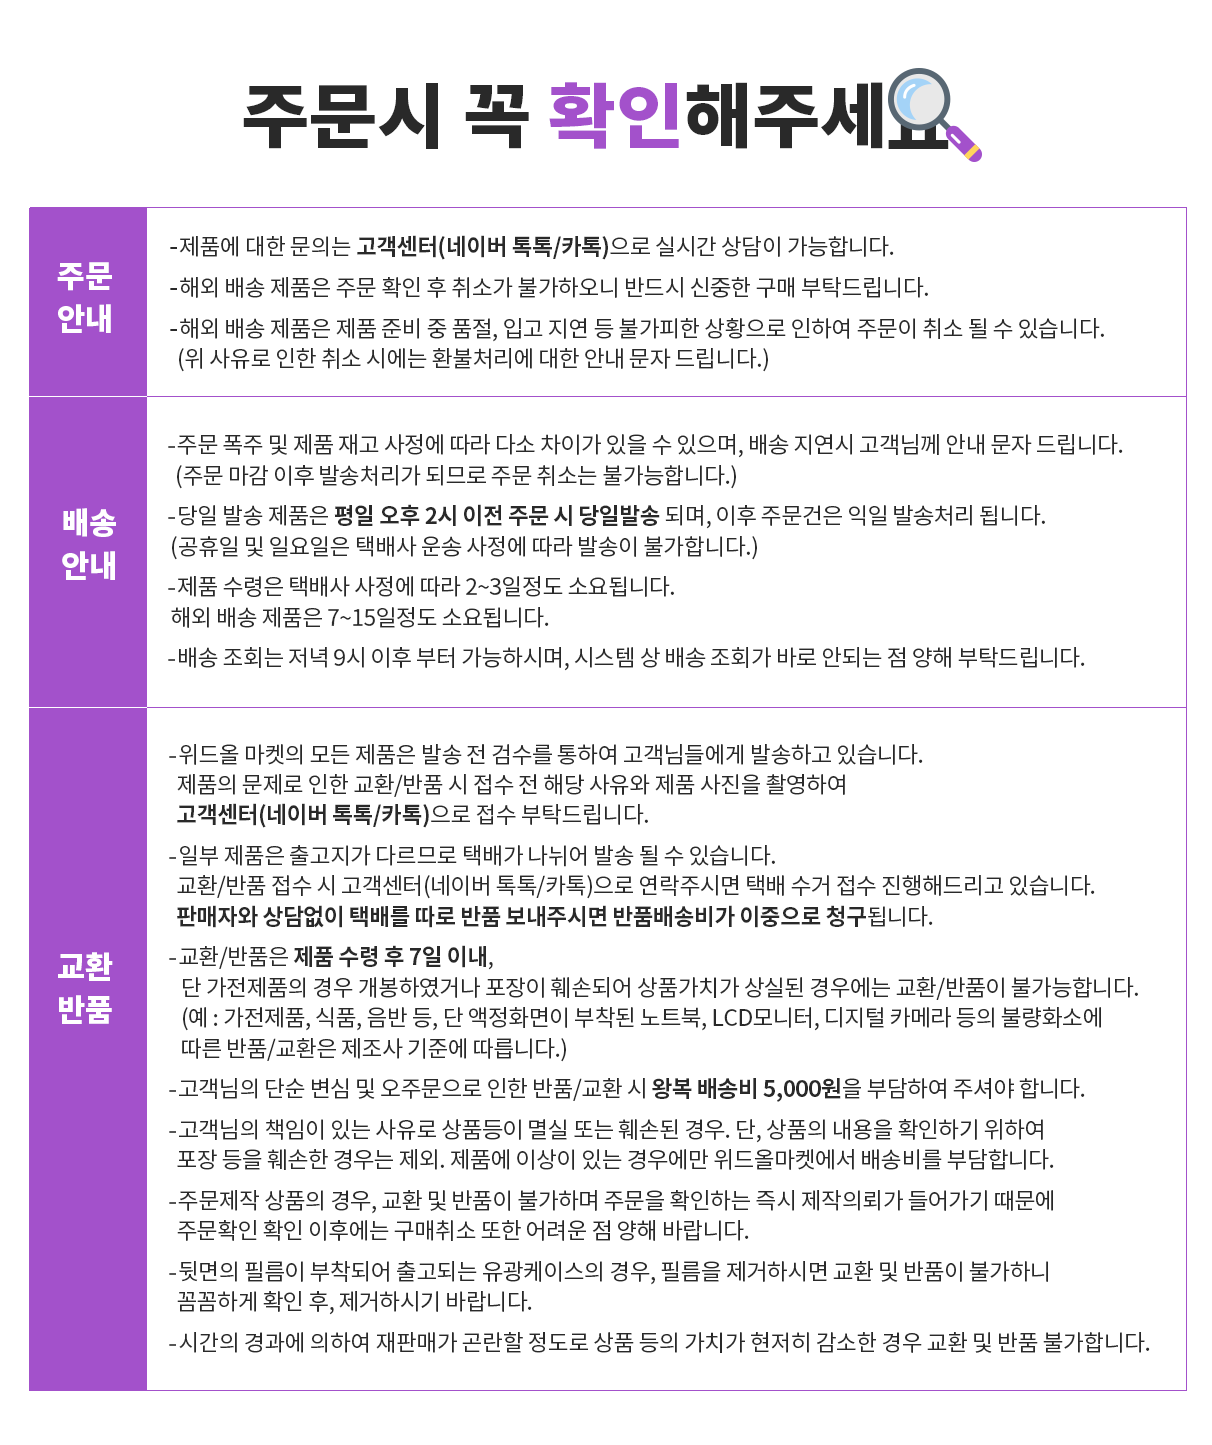 주문시 꼭 확인해주세요
주문
안내
-제품에 대한 문의는 고객센터(네이버 톡톡/카톡)으로 실시간 상담이 가능합니다.
-해외 배송 제품은 주문 확인 후 취소가 불가하오니 반드시 신중한 구매 부탁드립니다.
-해외 배송 제품은 제품 준비 중 품절, 입고 지연 등 불가피한 상황으로 인하여 주문이 취소 될 수 있습니다.
(위 사유로 인한 취소 시에는 환불처리에 대한 안내 문자 드립니다.)
배송
안내
-주문 폭주 및 제품 재고 사정에 따라 다소 차이가 있을 수 있으며, 배송 지연시 고객님께 안내 문자 드립니다.
(주문 마감 이후 발송처리가 되므로 주문 취소는 불가능합니다.)
-당일 발송 제품은 평일 오후 2시 이전 주문 시 당일발송 되며, 이후 주문건은 익일 발송처리 됩니다.
(공휴일 및 일요일은 택배사 운송 사정에 따라 발송이 불가합니다.)
-제품 수령은 택배사 사정에 따라 2~3일정도 소요됩니다.
해외 배송 제품은 7~15일정도 소요됩니다.
-배송 조회는 저녁 9시 이후 부터 가능하시며, 시스템 상 배송 조회가 바로 안되는 점 양해 부탁드립니다.
교환
반품
-위드올 마켓의 모든 제품은 발송 전 검수를 통하여 고객님들에게 발송하고 있습니다.
제품의 문제로 인한 교환/반품 시 접수 전 해당 사유와 제품 사진을 촬영하여
고객센터(네이버 톡톡/카톡)으로 접수 부탁드립니다.
-일부 제품은 출고지가 다르므로 택배가 나뉘어 발송 될 수 있습니다.
교환/반품 접수 시 고객센터(네이버 톡톡/카톡)으로 연락주시면 택배 수거 접수 진행해드리고 있습니다.
판매자와 상담없이 택배를 따로 반품 보내주시면 반품배송비가 이중으로 청구됩니다.
-교환/반품은 제품 수령 후 7일 이내,
단 가전제품의 경우 개봉하였거나 포장이 훼손되어 상품가치가 상실된 경우에는 교환/반품이 불가능합니다.
(예 : 가전제품, 식품, 음반 등, 단 액정화면이 부착된 노트북, LCD모니터, 디지털 카메라 등의 불량화소에
따른 반품/교환은 제조사 기준에 따릅니다.)
-고객님의 단순 변심 및 오주문으로 인한 반품/교환 시 왕복 배송비 5,000원을 부담하여 주셔야 합니다.
-고객님의 책임이 있는 사유로 상품등이 멸실 또는 훼손된 경우. 단, 상품의 내용을 확인하기 위하여
포장 등을 훼손한 경우는 제외. 제품에 이상이 있는 경우에만 위드올마켓에서 배송비를 부담합니다.
-주문제작 상품의 경우, 교환 및 반품이 불가하며 주문을 확인하는 즉시 제작의뢰가 들어가기 때문에
주문확인 확인 이후에는 구매취소 또한 어려운 점 양해 바랍니다.
-뒷면의 필름이 부착되어 출고되는 유광케이스의 경우, 필름을 제거하시면 교환 및 반품이 불가하니
꼼꼼하게 확인 후, 제거하시기 바랍니다.
-시간의 경과에 의하여 재판매가 곤란할 정도로 상품 등의 가치가 현저히 감소한 경우 교환 및 반품 불가합니다.